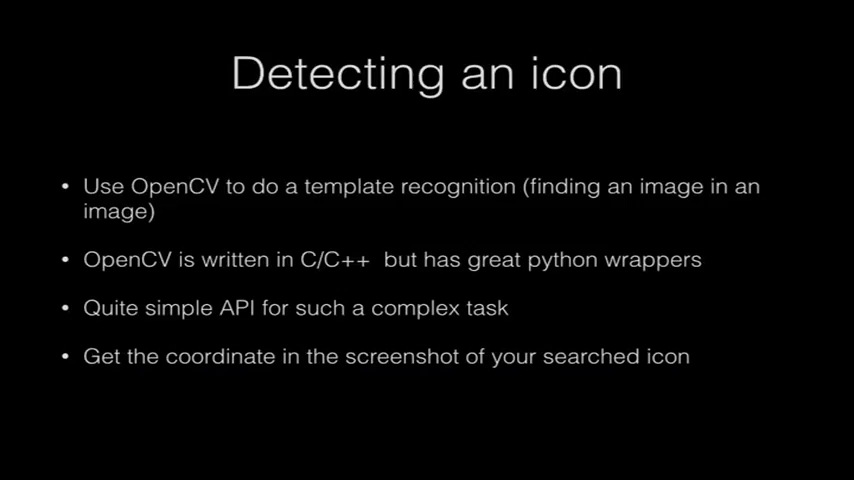 Detecting an icon
• Use OpenCV to do a template recognition (finding an image in an
image)
• OpenCV is written in C/C++  but has great python wrappers
• Quite simple API for such a complex task
• Get the coordinate in the screenshot of your searched icon